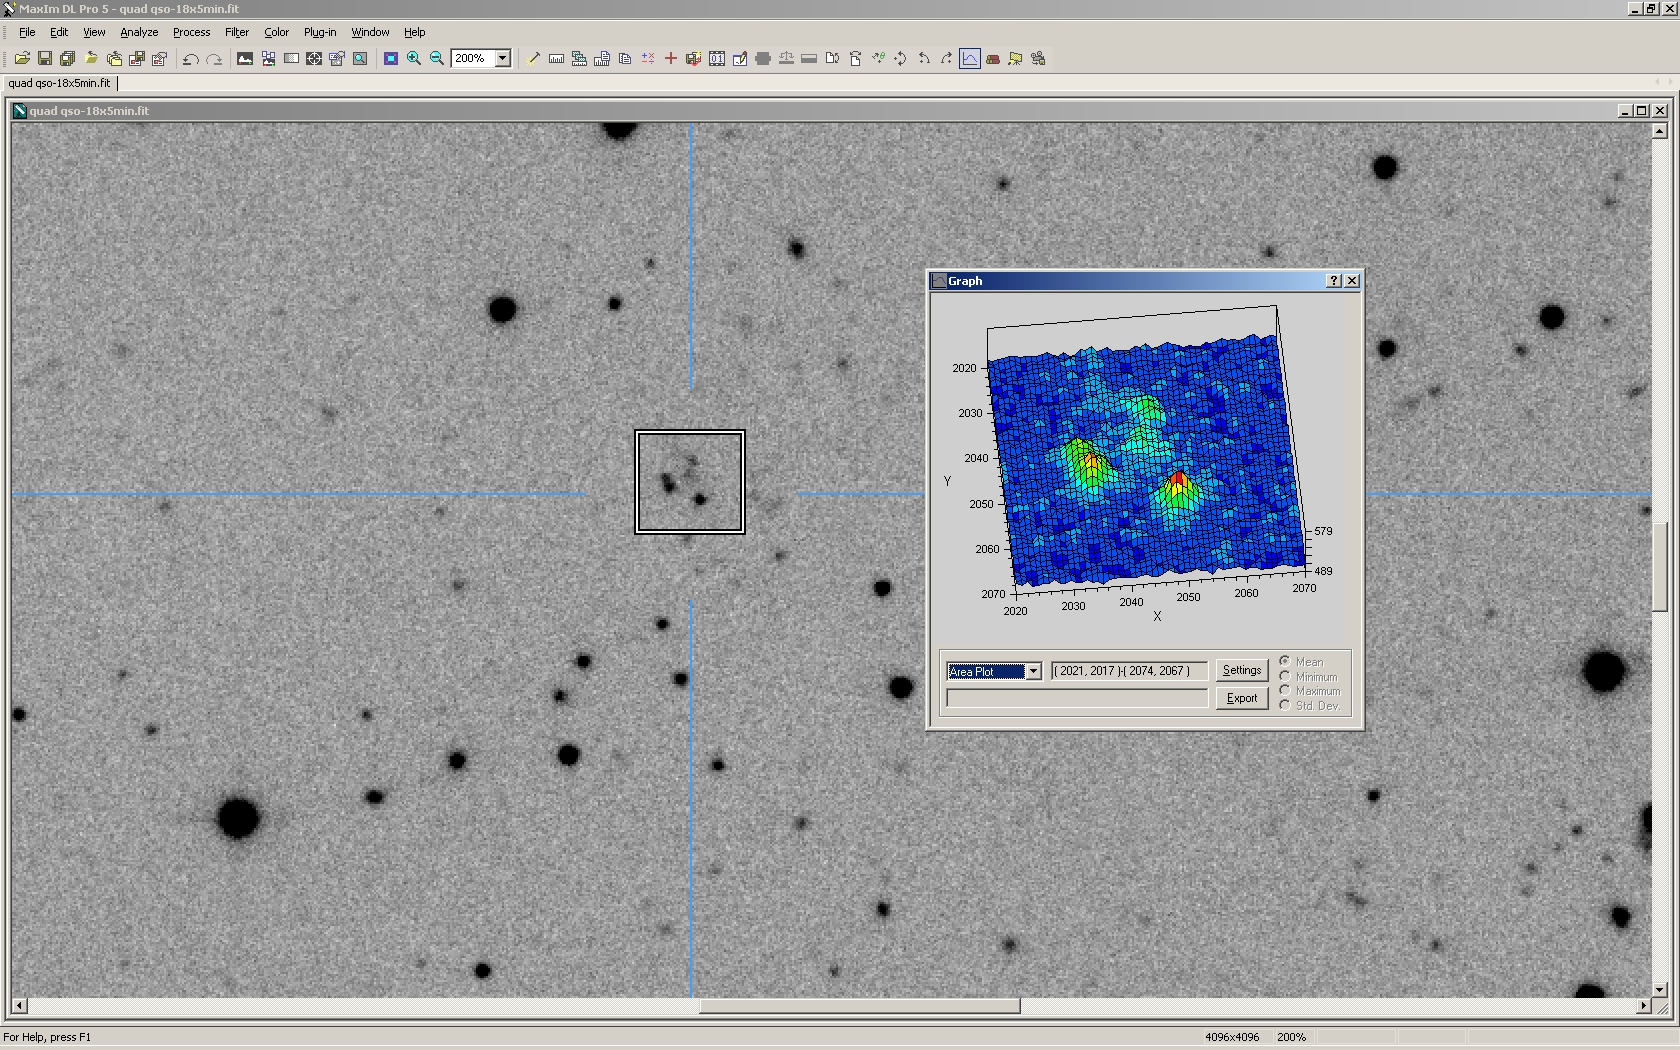 MaxIm DL Pro 5 - quad qso-18x5min.fit
File Edit View Analyze Process Filter Color Plug-in Window Help
200%
quad qso-18x5min.fit
quad qso-18x5min.fit
Graph
2020
2030
2040
Y
2050
2060
2070
579
489
2020 2030 2040 2050 2060 2070
X
Area Plot ( 2021, 2017 )-( 2074, 2067 ) Settings
Export
Mean
Minimum
Maximum
Std. Dev.
For Help, press F1 4096x4096 200%